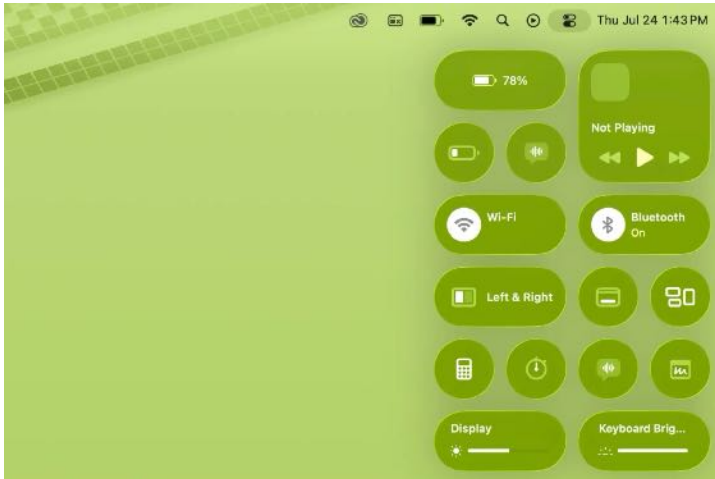 Thu Jul 24 1:43 PM
78%
Not Playing
Wi-Fi
Bluetooth
On
Left & Right
Display
Keyboard Brig...